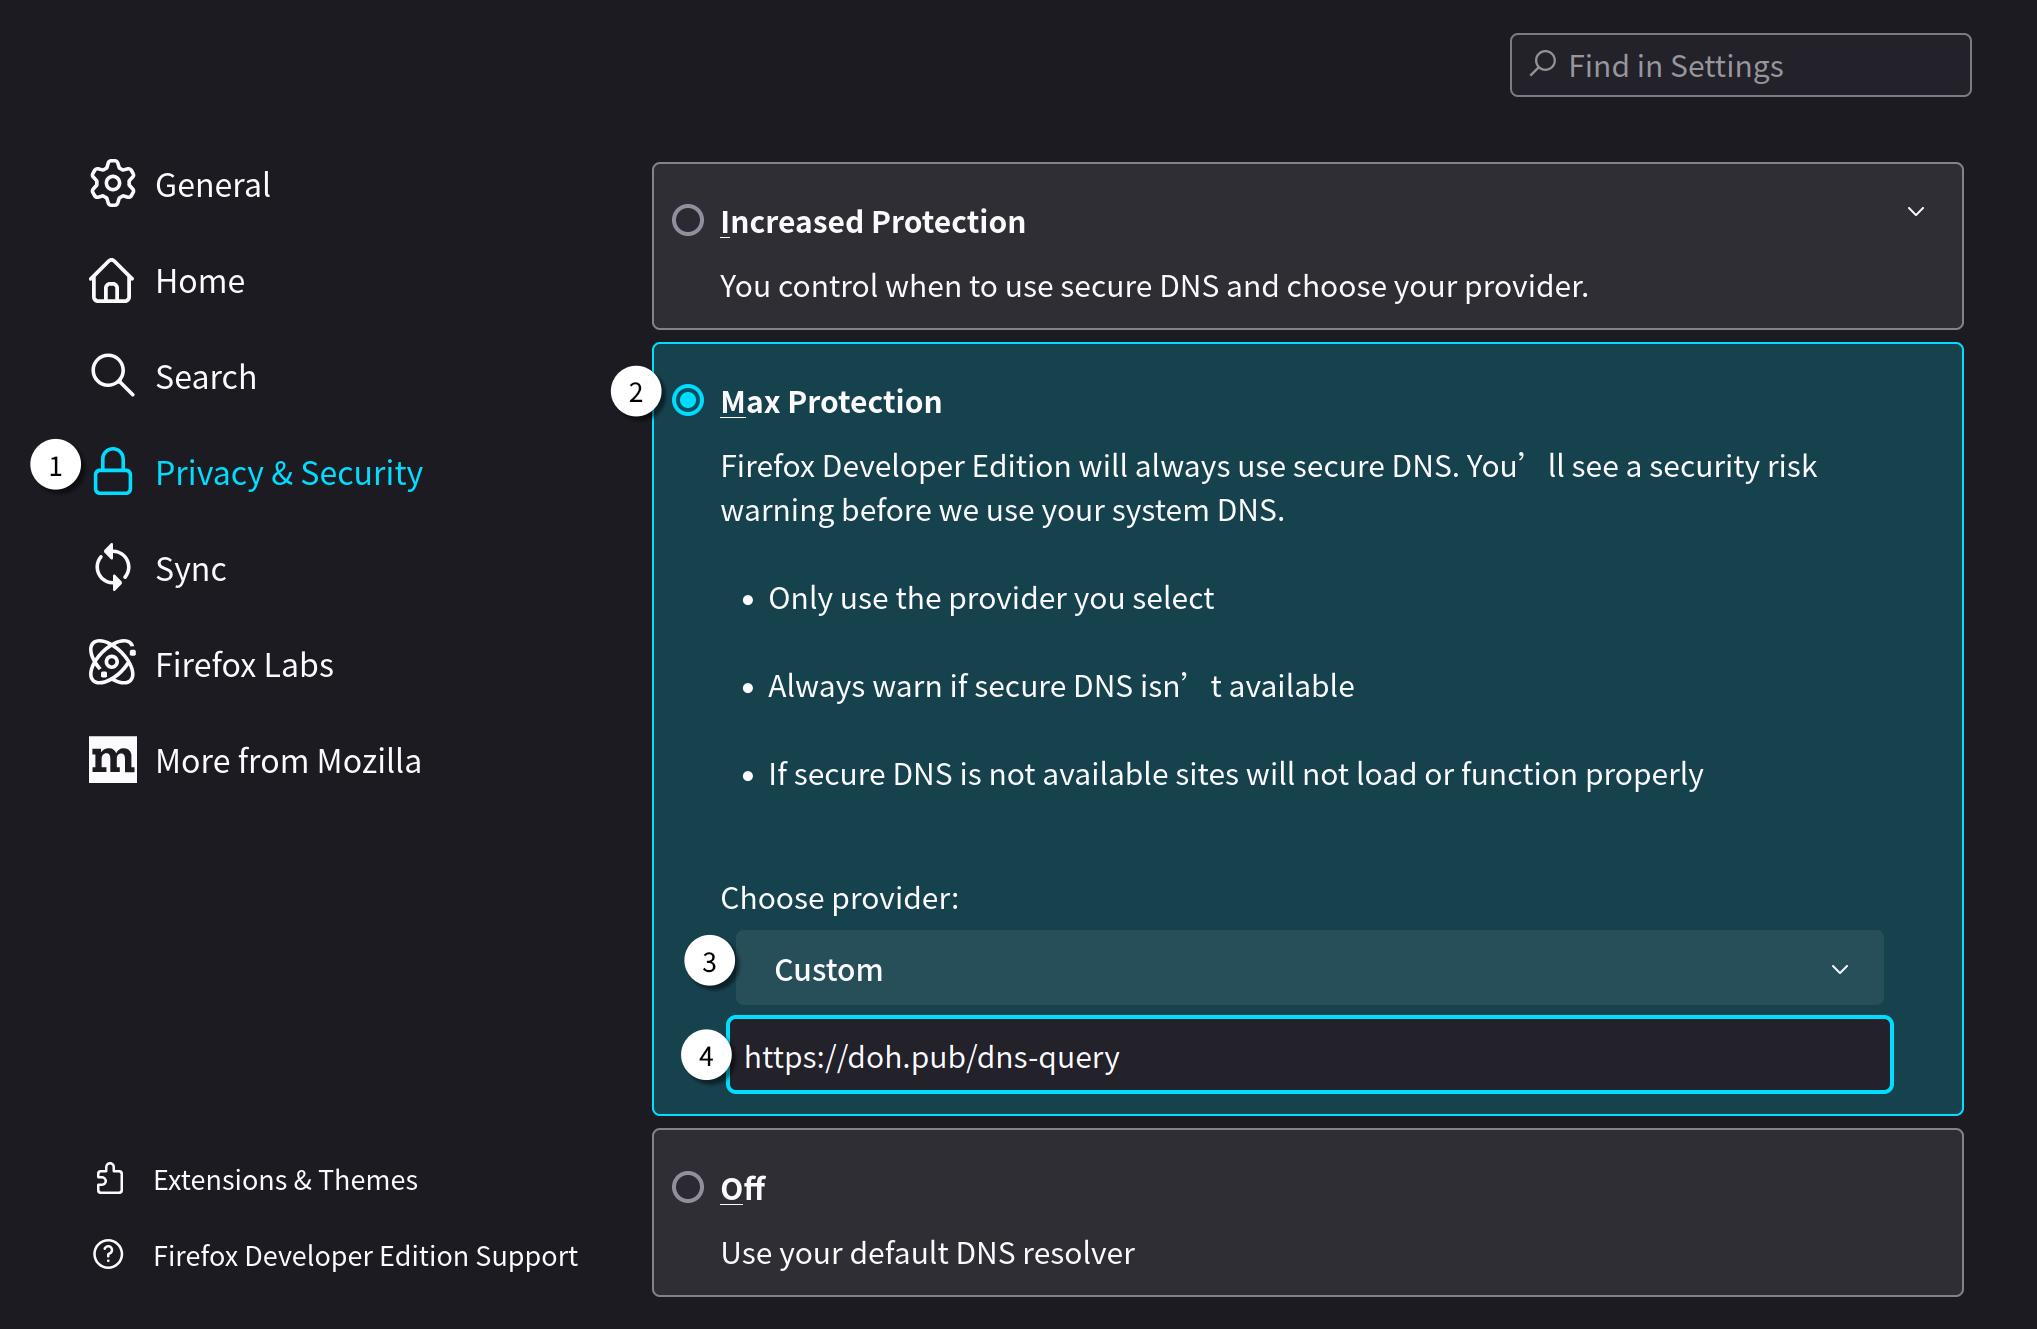 Find in Settings
General
Home
Search
1
Privacy & Security
Sync
Firefox Labs
m
More from Mozilla
Extensions & Themes
Firefox Developer Edition Support
Increased Protection
You control when to use secure DNS and choose your provider.
2
Max Protection
Firefox Developer Edition will always use secure DNS. You’ll see a security risk
warning before we use your system DNS.
• Only use the provider you select
• Always warn if secure DNS isn’t available
• If secure DNS is not available sites will not load or function properly
Choose provider:
3
Custom
4
https://doh.pub/dns-query
Off
Use your default DNS resolver